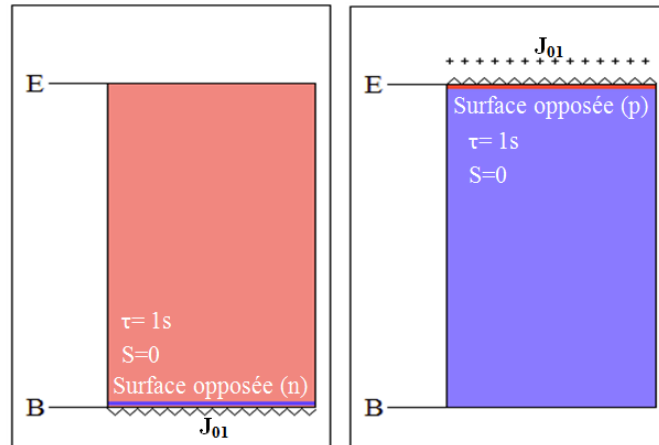 E
τ= 1s
S=0
Surface opposée (n)
B
J01
J01
+ + + + + + + + + + + + + +
E
Surface opposée (p)
τ= 1s
S=0
B